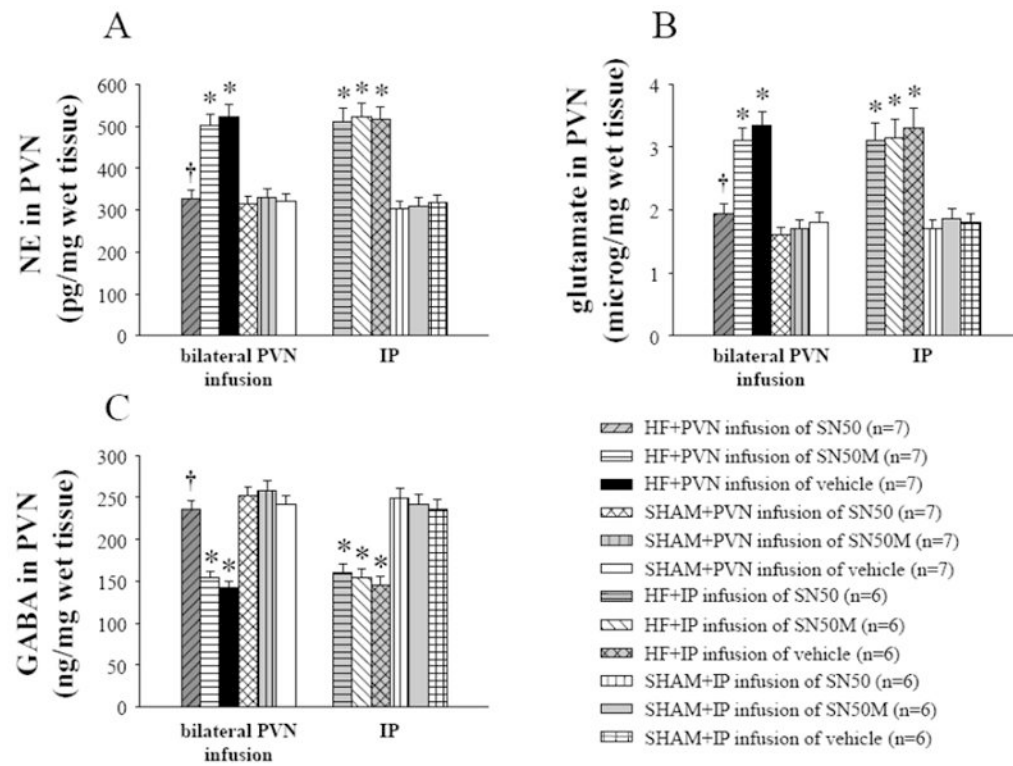 A
NE in PVN
(pg/mg wet tissue)
600
500
400
300
200
100
0
†
*
*
*
*
*
bilateral PVN
infusion
IP
B
glutamate in PVN
(microg/mg wet tissue)
4
3
2
1
0
†
*
*
*
*
*
bilateral PVN
infusion
IP
C
GABA in PVN
(ng/mg wet tissue)
300
250
200
150
100
50
0
†
*
*
*
*
*
bilateral PVN
infusion
IP
HF+PVN infusion of SN50 (n=7)
HF+PVN infusion of SN50M (n=7)
HF+PVN infusion of vehicle (n=7)
SHAM+PVN infusion of SN50 (n=7)
SHAM+PVN infusion of SN50M (n=7)
SHAM+PVN infusion of vehicle (n=7)
HF+IP infusion of SN50 (n=6)
HF+IP infusion of SN50M (n=6)
HF+IP infusion of vehicle (n=6)
SHAM+IP infusion of SN50 (n=6)
SHAM+IP infusion of SN50M (n=6)
SHAM+IP infusion of vehicle (n=6)